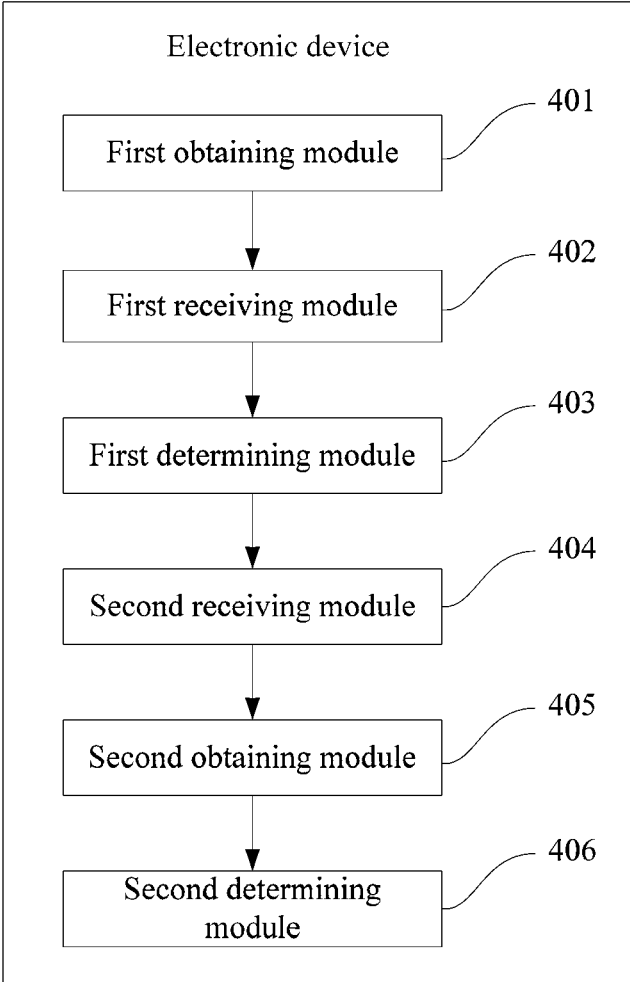 Electronic device
401
First obtaining module
402
First receiving module
403
First determining module
404
Second receiving module
405
Second obtaining module
406
Second determining
module